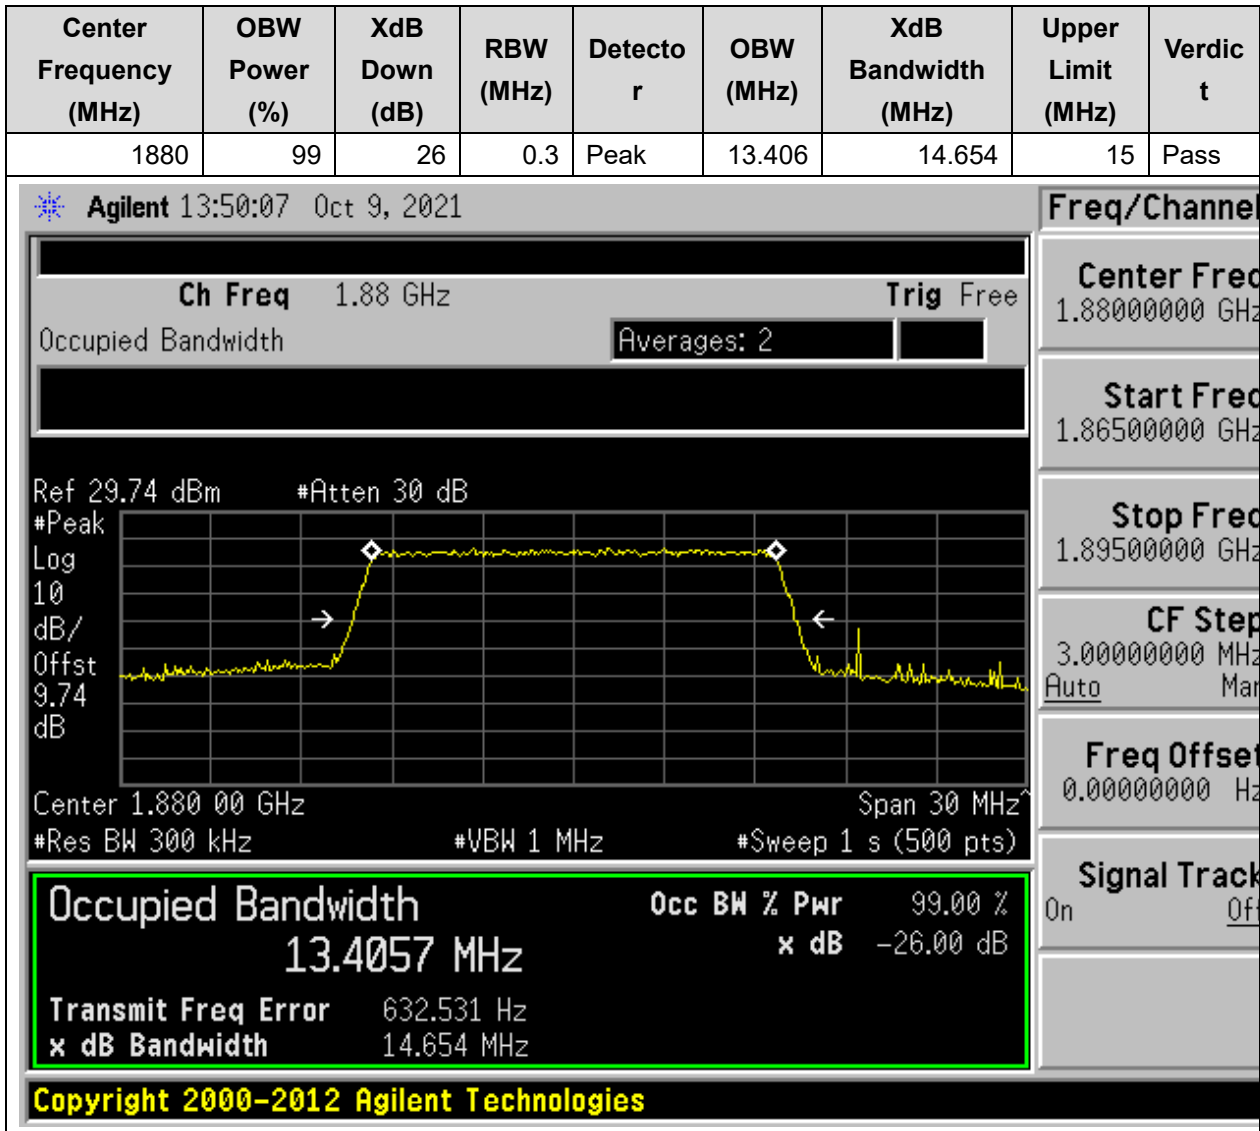 Center Frequency (MHz) OBW Power (%) XdB Down (dB) RBW (MHz) Detecto r OBW (MHz) XdB Bandwidth (MHz) Upper Limit (MHz) Verdic t
1880 99 26 0.3 Peak 13.406 14.654 15 Pass
Agilent 13:50:07 Oct 9, 2021
Ch Freq 1.88 GHz Trig Free
Occupied Bandwidth Averages: 2
Ref 29.74 dBm #Atten 30 dB
#Peak
Log
10
dB/
Offst
9.74
dB
Center 1.880 00 GHz Span 30 MHz^
#Res BW 300 kHz #VBW 1 MHz #Sweep 1 s (500 pts)
Occupied Bandwidth Occ BW % Pwr 99.00 %
13.4057 MHz x dB -26.00 dB
Transmit Freq Error 632.531 Hz
x dB Bandwidth 14.654 MHz
Copyright 2000-2012 Agilent Technologies
Freq/Channel
Center Freq
1.88000000 GHz
Start Freq
1.86500000 GHz
Stop Freq
1.89500000 GHz
CF Step
3.00000000 MHz
Auto Man
Freq Offset
0.00000000 Hz
Signal Track
On Off